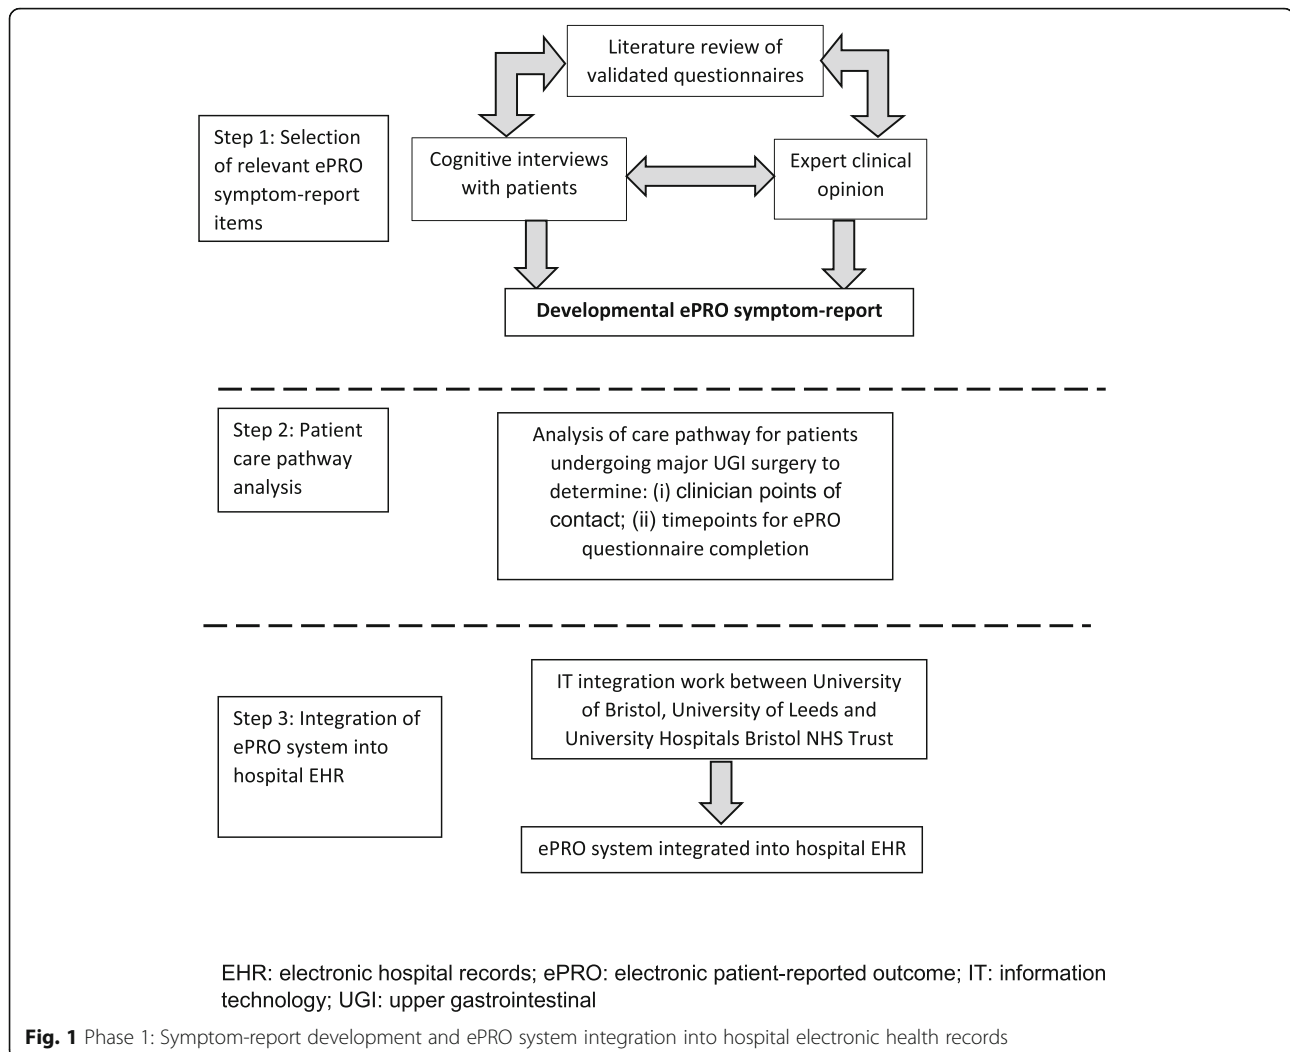 Literature review of
validated questionnaires
Step 1: Selection
of relevant ePRO
symptom-report
items
Cognitive interviews
with patients
Expert clinical
opinion
Developmental ePRO symptom-report
Step 2: Patient
care pathway
analysis
Analysis of care pathway for patients
undergoing major UGI surgery to
determine: (i) clinician points of
contact; (ii) timepoints for ePRO
questionnaire completion
Step 3: Integration of
ePRO system into
hospital EHR
IT integration work between University
of Bristol, University of Leeds and
University Hospitals Bristol NHS Trust
ePRO system integrated into hospital EHR
EHR: electronic hospital records; ePRO: electronic patient-reported outcome; IT: information
technology; UGI: upper gastrointestinal
Fig. 1 Phase 1: Symptom-report development and ePRO system integration into hospital electronic health records